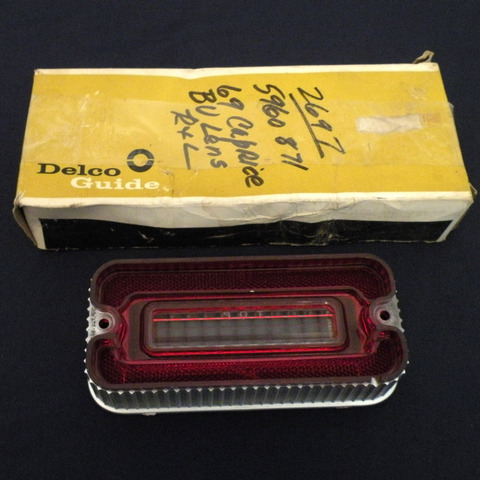 2697
5960871
69 Caprice
BU Lens
R+L
Delco
Guide